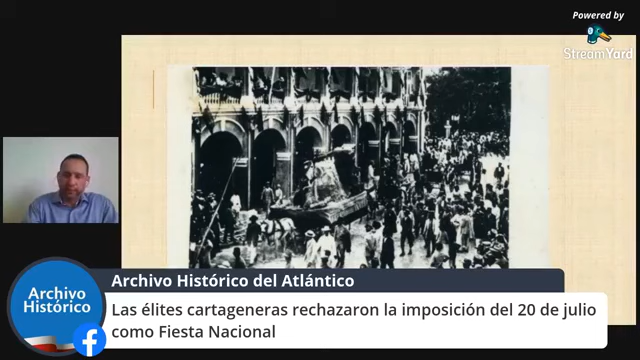 Powered by
StreamYard
Archivo Histórico del Atlántico
Archivo
Histórico
Las élites cartageneras rechazaron la imposición del 20 de julio
como Fiesta Nacional